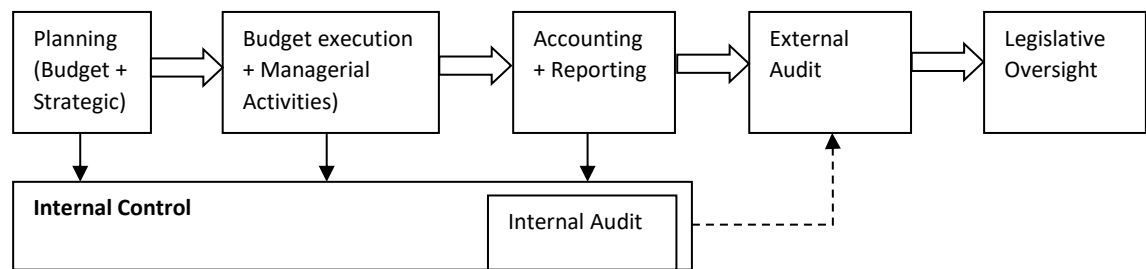 Planning
(Budget +
Strategic)
Budget execution
+ Managerial
Activities)
Accounting
+ Reporting
External
Audit
Legislative
Oversight
Internal Control
Internal Audit